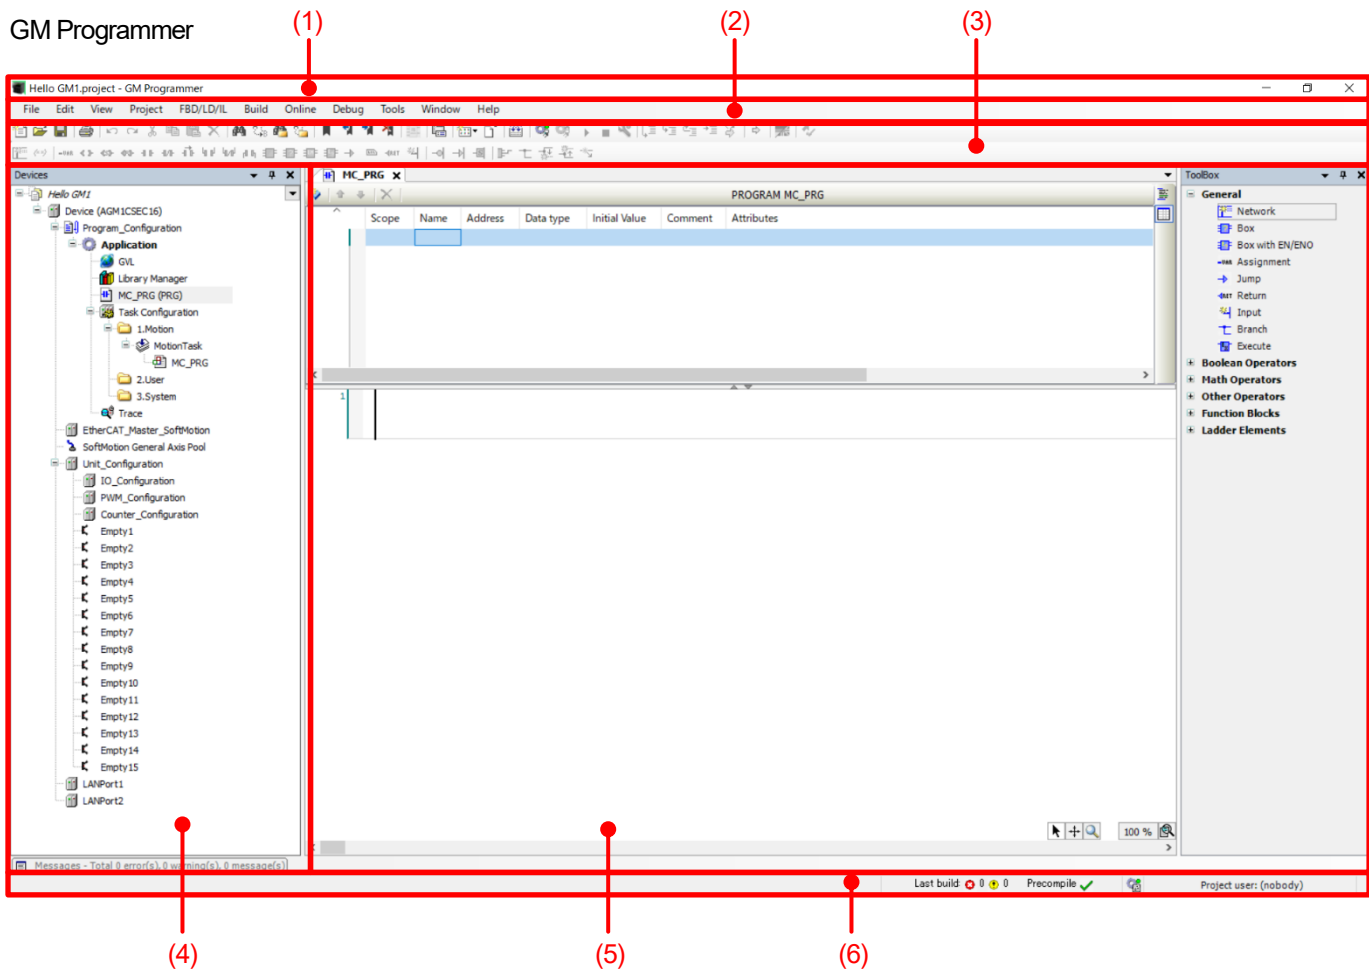 GM Programmer
(1)
(2)
(3)
Hello GM1.project - GM Programmer
File Edit View Project FBD/LD/IL Build Online Debug Tools Window Help
Devices
Hello GM1
Device (AGM1CSEC16)
Program_Configuration
Application
GVL
Library Manager
MC_PRG (PRG)
Task Configuration
1.Motion
MotionTask
MC_PRG
2.User
3.System
Trace
EtherCAT_Master_SoftMotion
SoftMotion General Axis Pool
Unit_Configuration
IO_Configuration
PWM_Configuration
Counter_Configuration
Empty1
Empty2
Empty3
Empty4
Empty5
Empty6
Empty7
Empty8
Empty9
Empty10
Empty11
Empty12
Empty13
Empty14
Empty15
LANPort1
LANPort2
Messages - Total 0 error(s), 0 warning(s), 0 message(s)
MC_PRG
PROGRAM MC_PRG
Scope Name Address Data type Initial Value Comment Attributes
1
100 %
ToolBox
General
Network
Box
Box with EN/ENO
Assignment
Jump
Return
Input
Branch
Execute
Boolean Operators
Math Operators
Other Operators
Function Blocks
Ladder Elements
Last build: 0 0 Precompile Project user: (nobody)
(4)
(5)
(6)